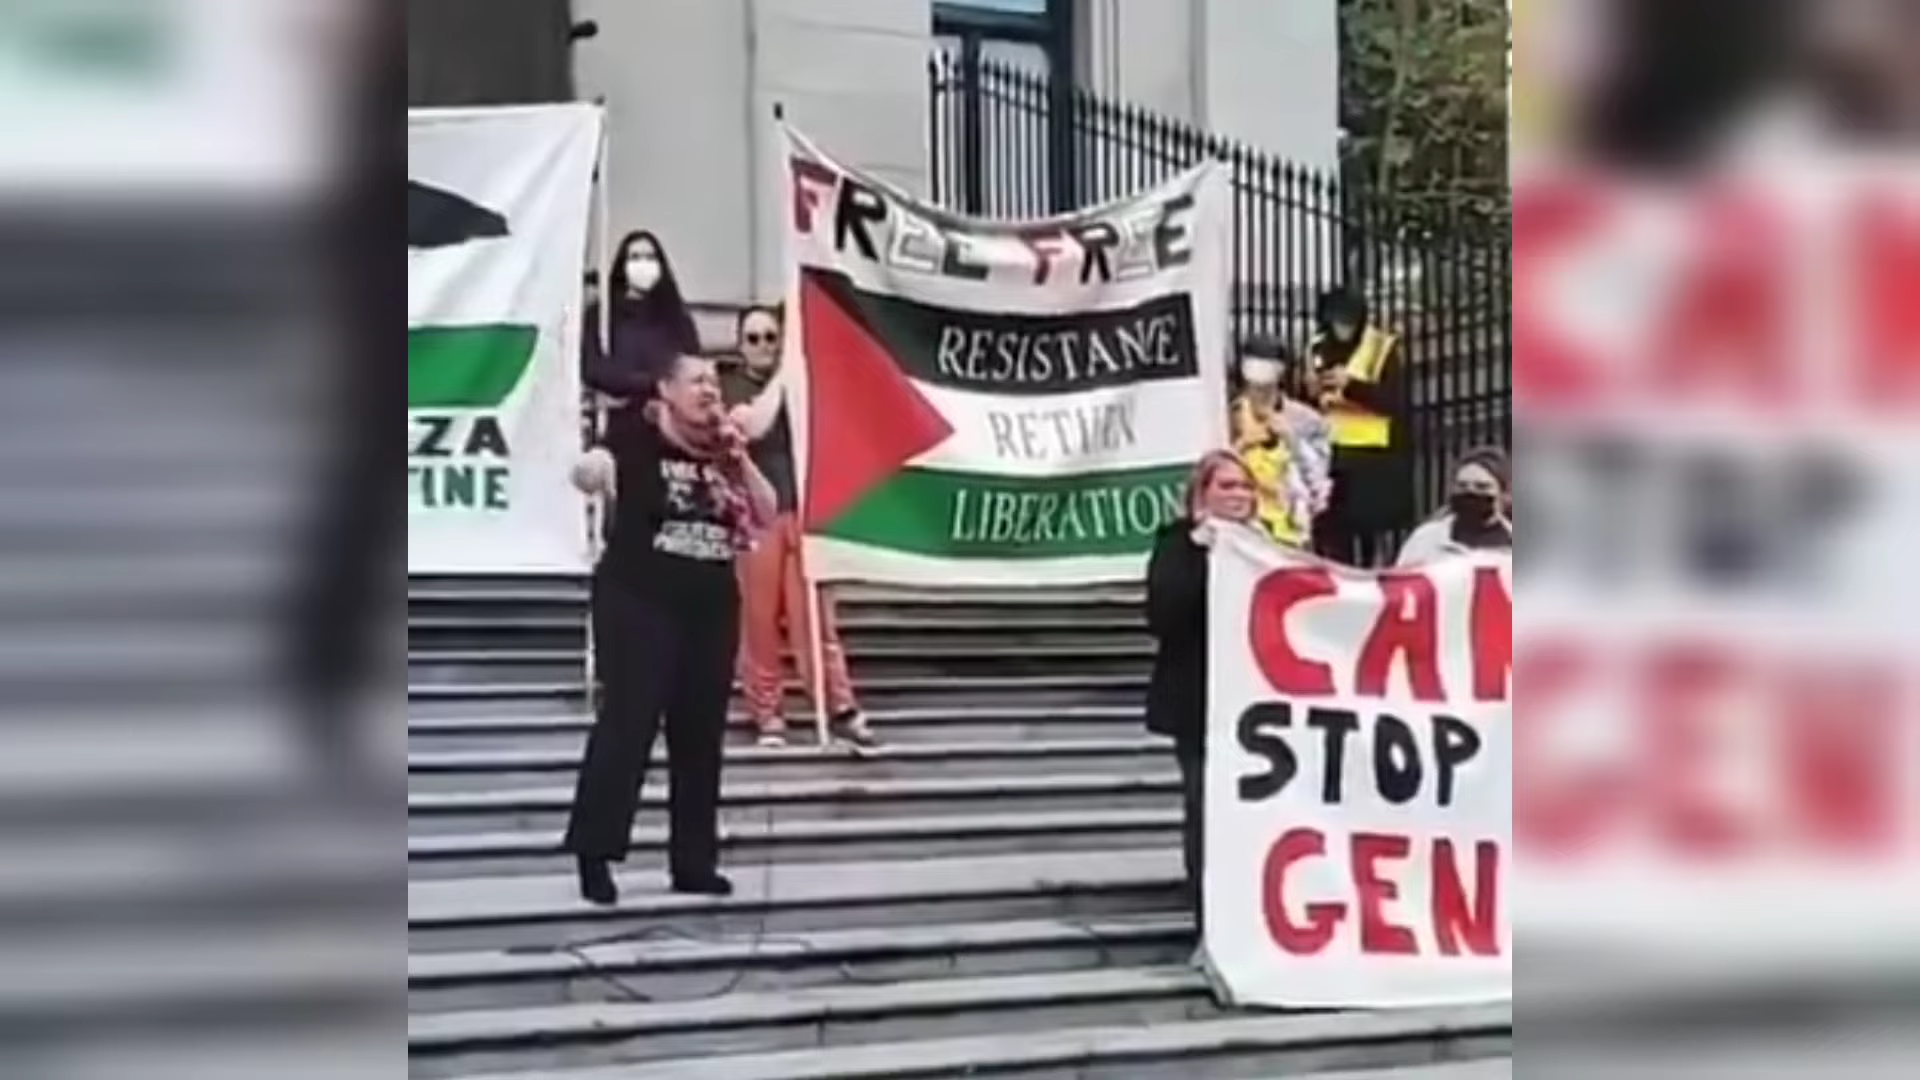 ZA
TINE
FREE FREE
RESISTANCE
RETURN
LIBERATION
CAN
STOP
GEN